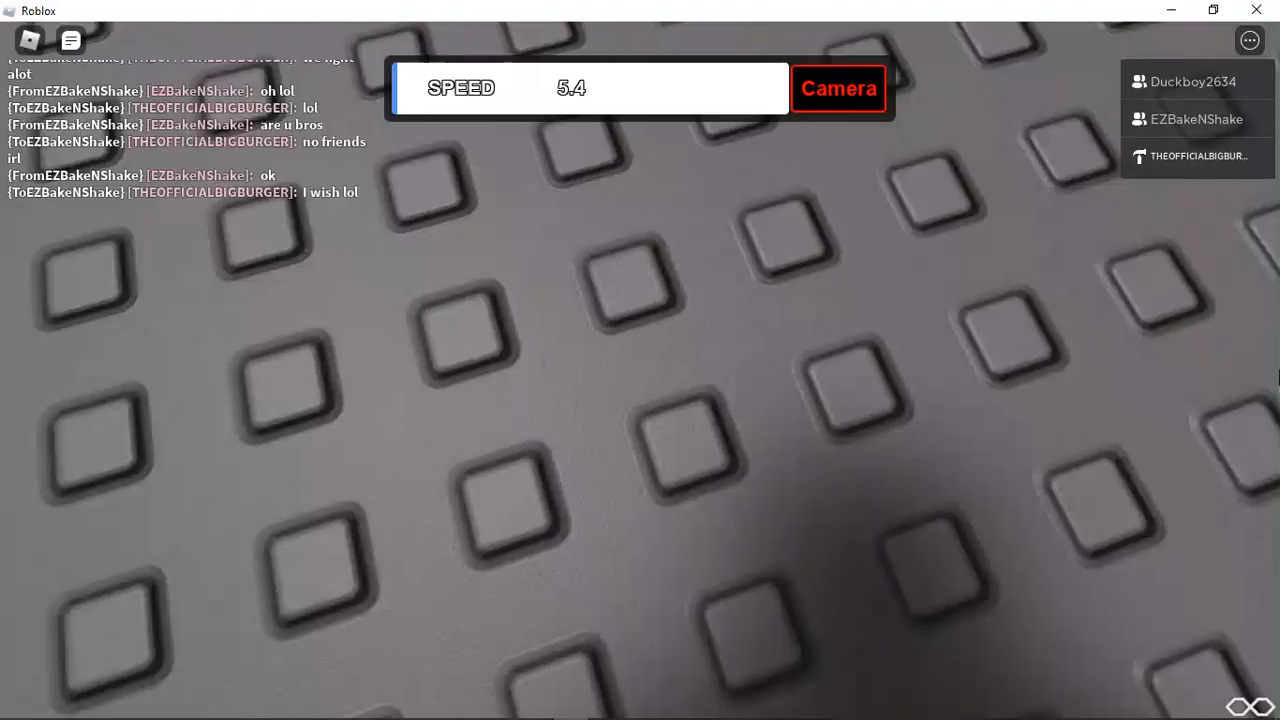 Roblox
alot
{FromEZBakeNShake} [EZBakeNShake]: oh lol
{ToEZBakeNShake} [THEOFFICIALBIGBURGER]: lol
{FromEZBakeNShake} [EZBakeNShake]: are u bros
{ToEZBakeNShake} [THEOFFICIALBIGBURGER]: no friends
irl
{FromEZBakeNShake} [EZBakeNShake]: ok
{ToEZBakeNShake} [THEOFFICIALBIGBURGER]: I wish lol
SPEED 5.4
Camera
Duckboy2634
EZBakeNShake
THEOFFICIALBIGBUR...